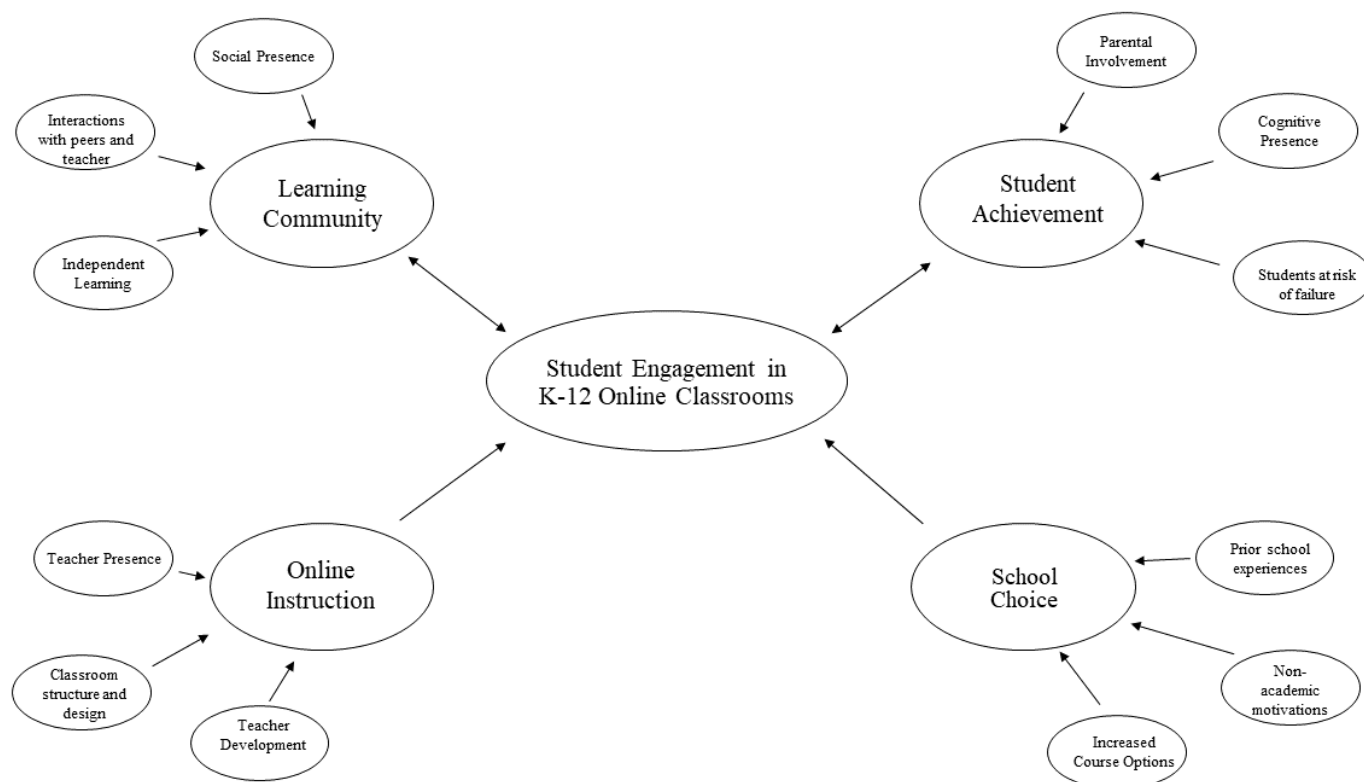 Social Presence
Interactions
with peers and
teacher
Learning
Community
Independent
Learning
Parental
Involvement
Cognitive
Presence
Student
Achievement
Students at risk
of failure
Student Engagement in
K-12 Online Classrooms
Teacher Presence
Online
Instruction
Classroom
structure and
design
Teacher
Development
Prior school
experiences
School
Choice
Non-
academic
motivations
Increased
Course Options